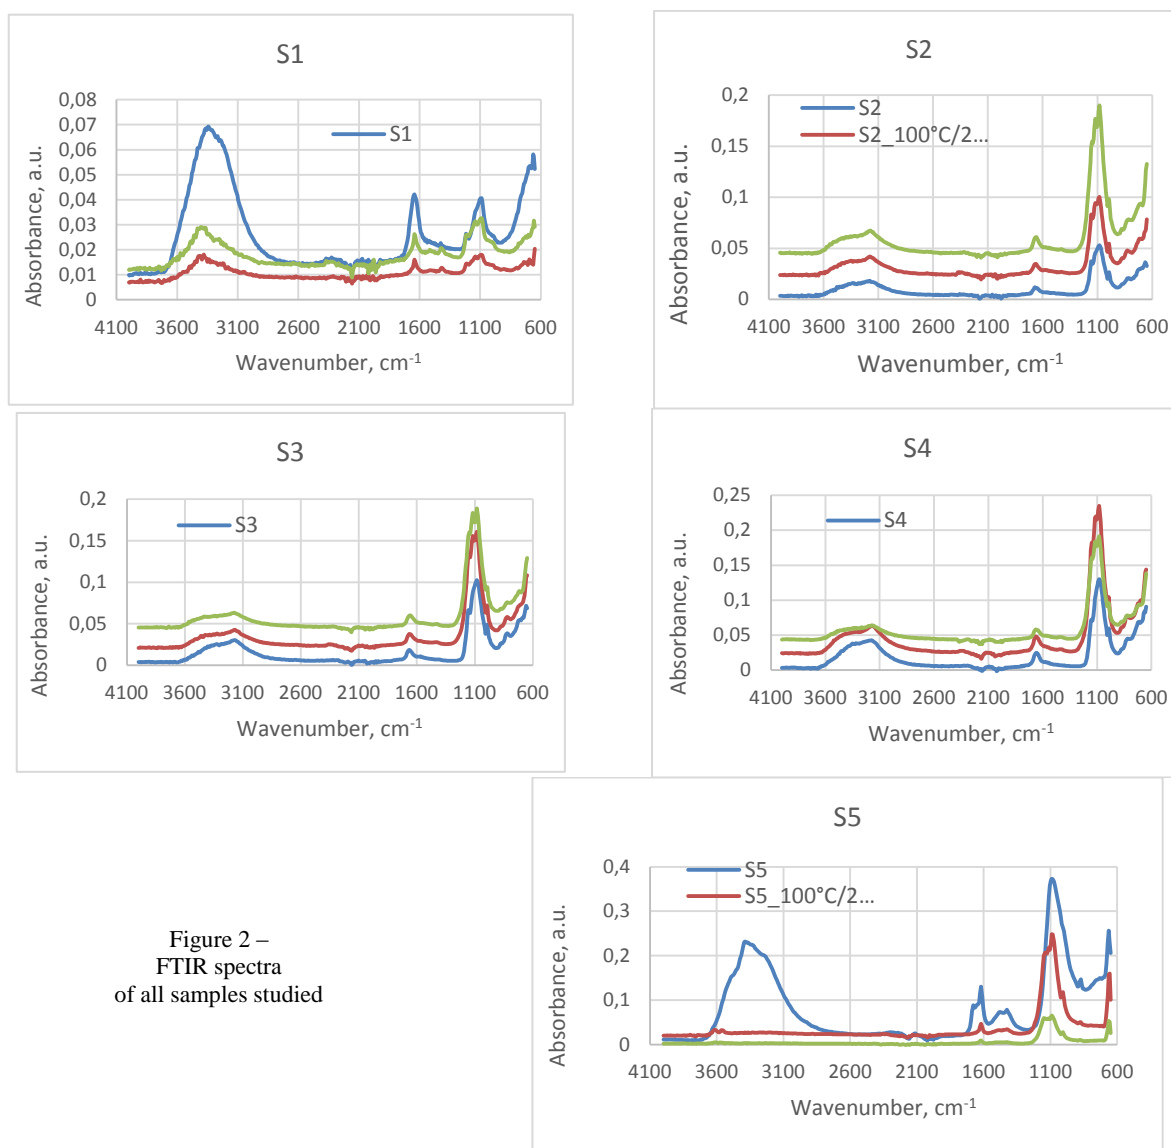 S1
0,08
0,07
0,06
0,05
0,04
0,03
0,02
0,01
0
S1
4100 3600 3100 2600 2100 1600 1100 600
Absorbance, a.u.
Wavenumber, cm-1
S2
0,2
0,15
0,1
0,05
0
S2
S2_100°C/2...
4100 3600 3100 2600 2100 1600 1100 600
Absorbance, a.u.
Wavenumber, cm-1
S3
0,2
0,15
0,1
0,05
0
S3
4100 3600 3100 2600 2100 1600 1100 600
Absorbance, a.u.
Wavenumber, cm-1
S4
0,25
0,2
0,15
0,1
0,05
0
S4
4100 3600 3100 2600 2100 1600 1100 600
Absorbance, a.u.
Wavenumber, cm-1
Figure 2 –
FTIR spectra
of all samples studied
S5
0,4
0,3
0,2
0,1
0
S5
S5_100°C/2...
4100 3600 3100 2600 2100 1600 1100 600
Absorbance, a.u.
Wavenumber, cm-1